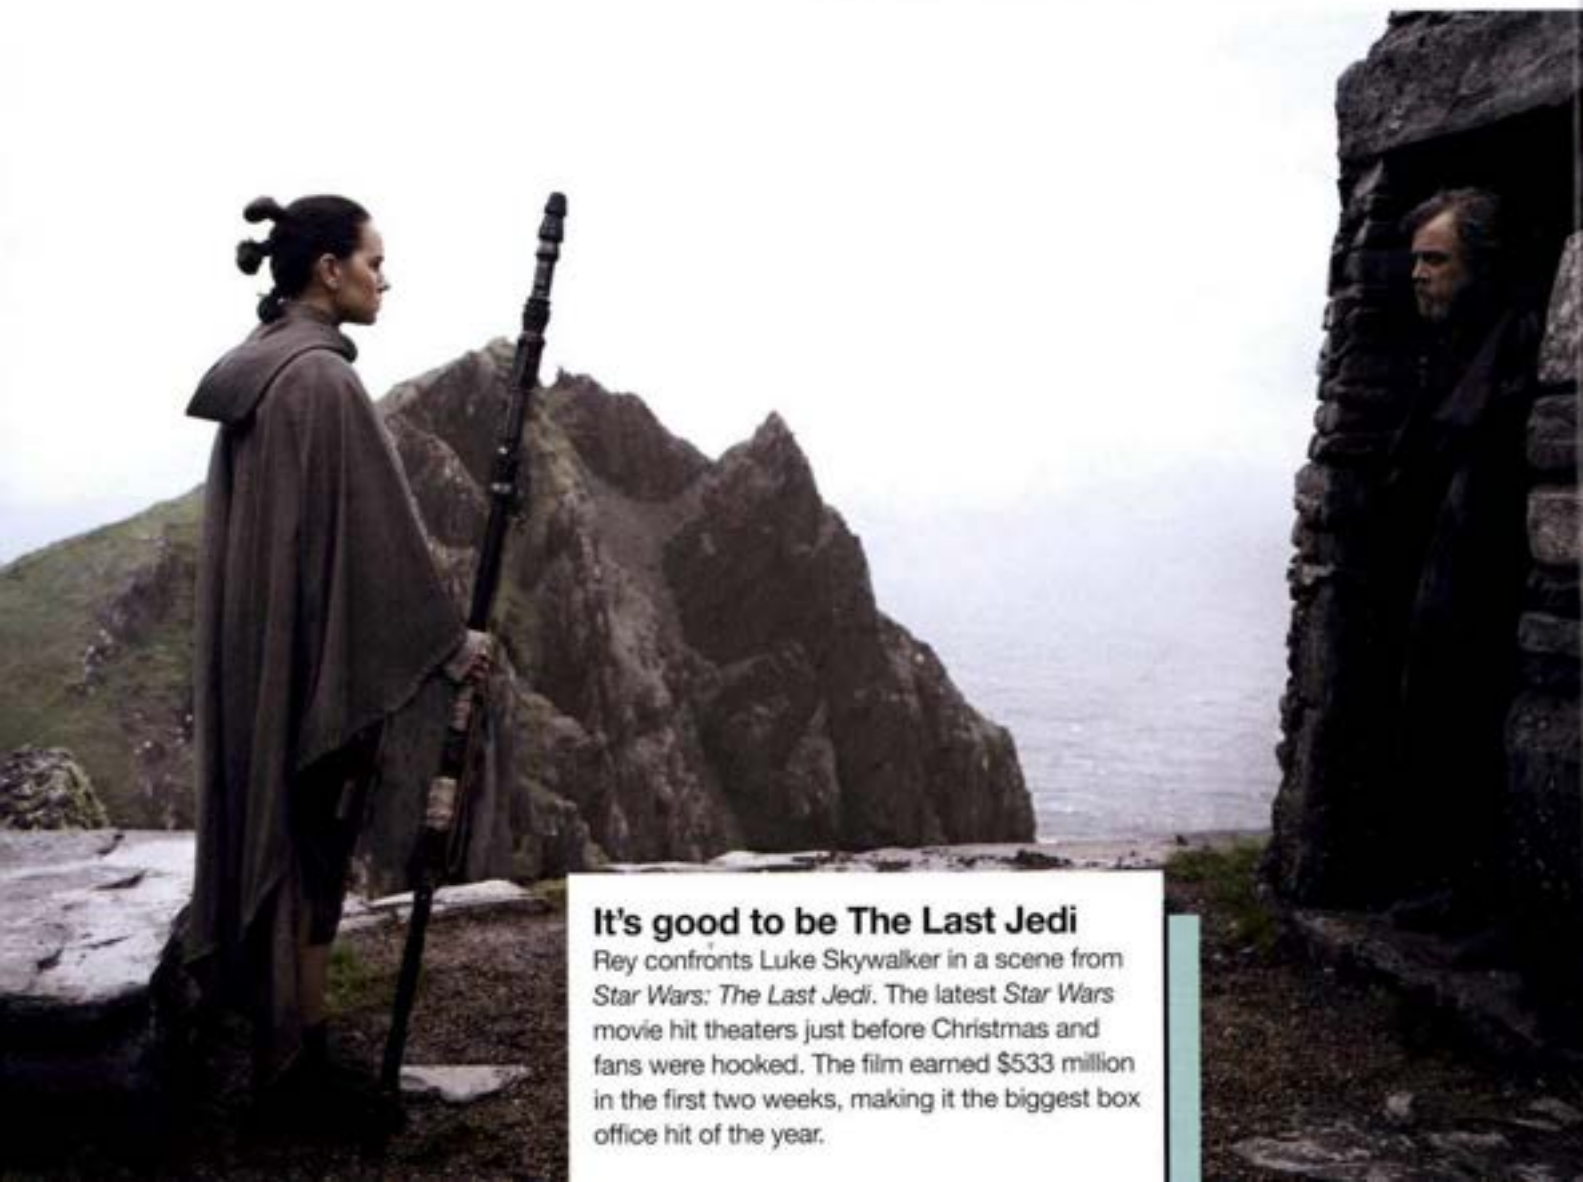 It's good to be The Last Jedi
Rey confronts Luke Skywalker in a scene from
Star Wars: The Last Jedi. The latest Star Wars
movie hit theaters just before Christmas and
fans were hooked. The film earned $533 million
in the first two weeks, making it the biggest box
office hit of the year.